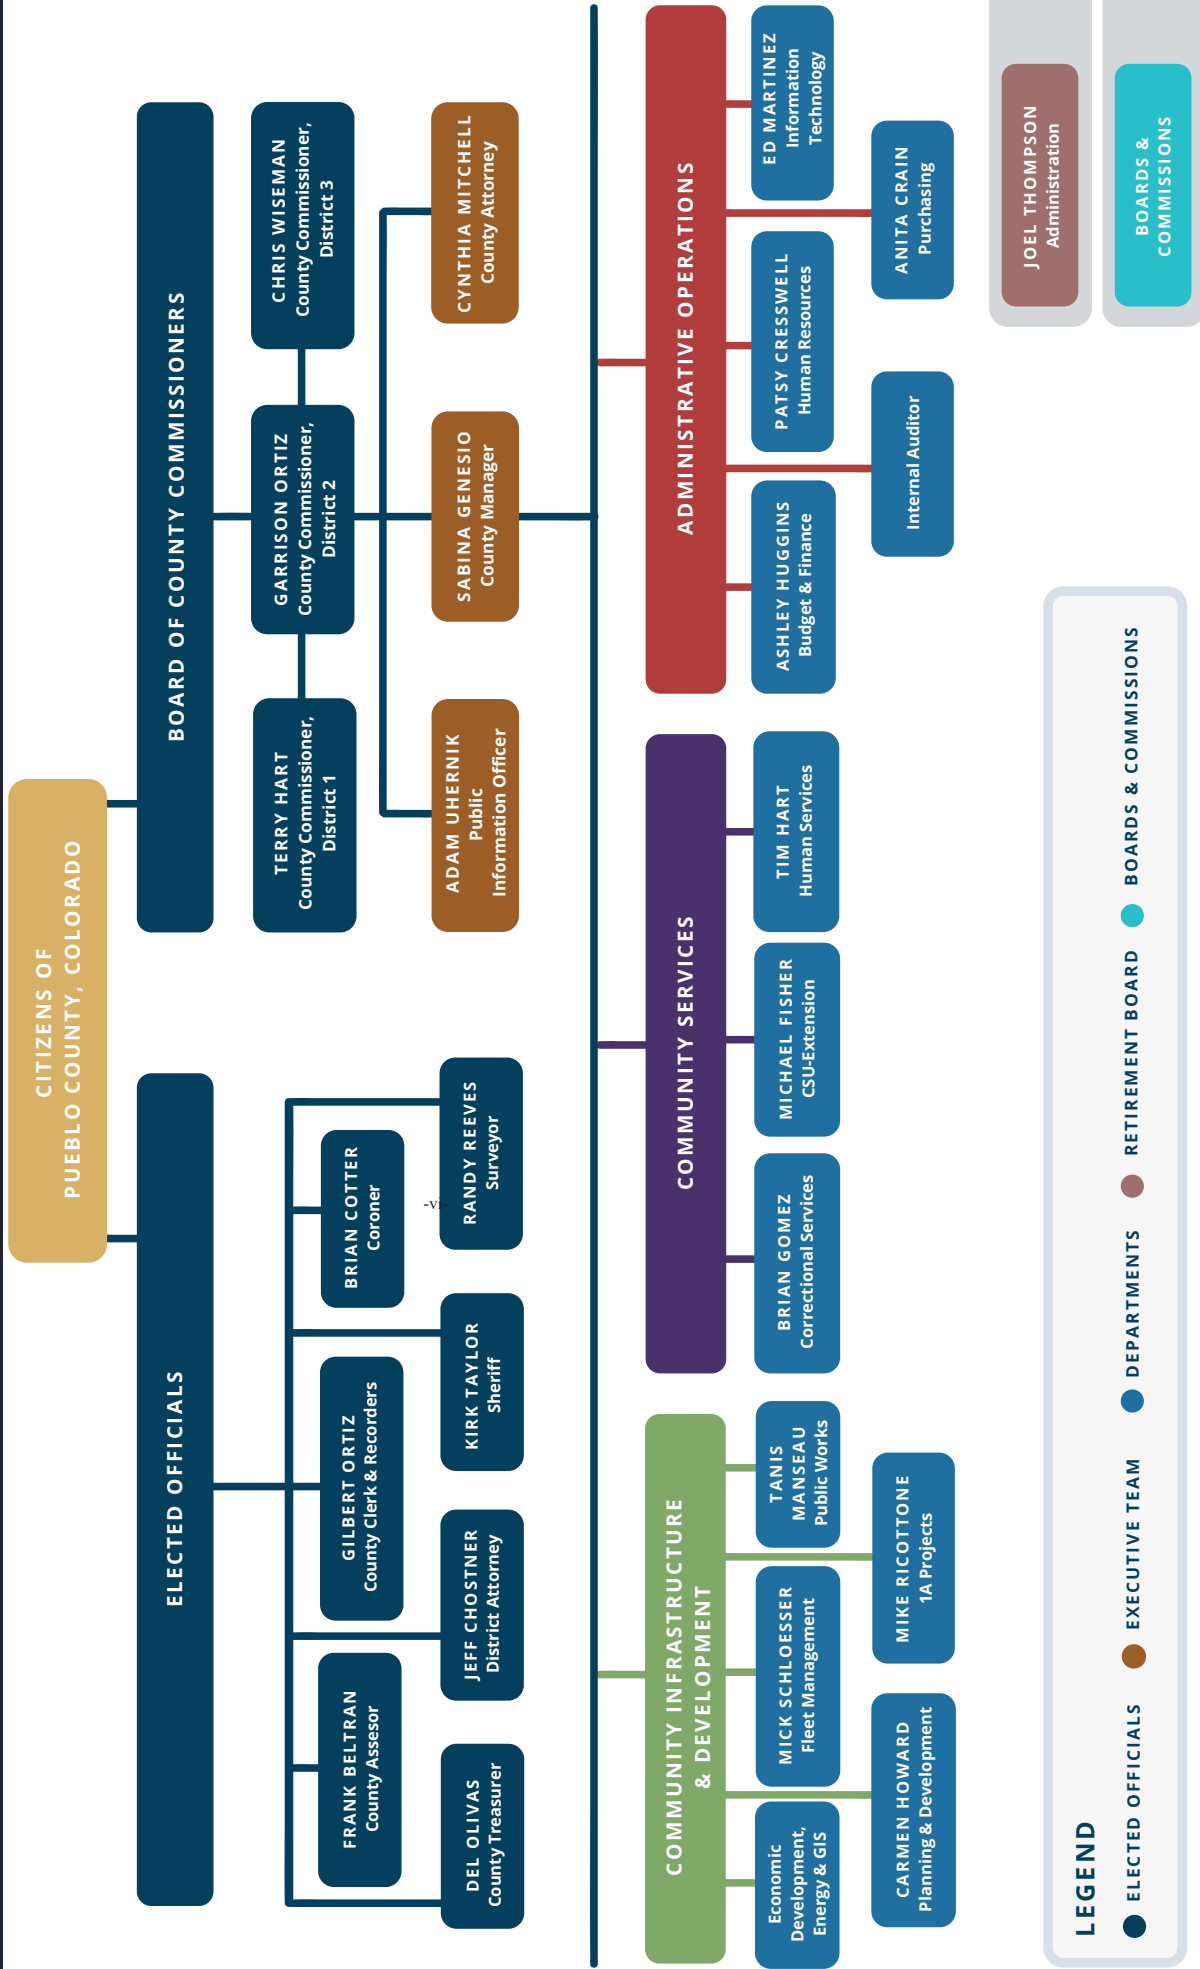 CITIZENS OF
PUEBLO COUNTY, COLORADO
ELECTED OFFICIALS
BOARD OF COUNTY COMMISSIONERS
TERRY HART
County Commissioner,
District 1
GARRISON ORTIZ
County Commissioner,
District 2
CHRIS WISEMAN
County Commissioner,
District 3
FRANK BELTRAN
County Assesor
GILBERT ORTIZ
County Clerk & Recorders
BRIAN COTTER
Coroner
DEL OLIVAS
County Treasurer
JEFF CHOSTNER
District Attorney
KIRK TAYLOR
Sheriff
RANDY REEVES
Surveyor
-vi
ADAM UHERNIK
Public
Information Officer
SABINA GENESIO
County Manager
CYNTHIA MITCHELL
County Attorney
COMMUNITY INFRASTRUCTURE
& DEVELOPMENT
COMMUNITY SERVICES
ADMINISTRATIVE OPERATIONS
Economic
Development,
Energy & GIS
MICK SCHLOESSER
Fleet Management
TANIS
MANSEAU
Public Works
BRIAN GOMEZ
Correctional Services
MICHAEL FISHER
CSU-Extension
TIM HART
Human Services
ASHLEY HUGGINS
Budget & Finance
PATSY CRESSWELL
Human Resources
ED MARTINEZ
Information
Technology
CARMEN HOWARD
Planning & Development
MIKE RICOTTONE
1A Projects
Internal Auditor
ANITA CRAIN
Purchasing
JOEL THOMPSON
Administration
BOARDS &
COMMISSIONS
LEGEND
ELECTED OFFICIALS
EXECUTIVE TEAM
DEPARTMENTS
RETIREMENT BOARD
BOARDS & COMMISSIONS